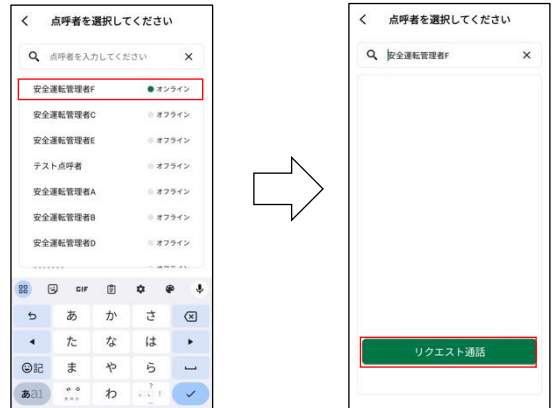 点呼者を選択してください
点呼者を入力してください
安全運転管理者F オンライン
安全運転管理者C オフライン
安全運転管理者E オフライン
テスト点呼者 オフライン
安全運転管理者A オフライン
安全運転管理者B オフライン
安全運転管理者D オフライン
GIF
あ か さ
た な は
記 ま や ら
あa1 わ
点呼者を選択してください
安全運転管理者F
リクエスト通話